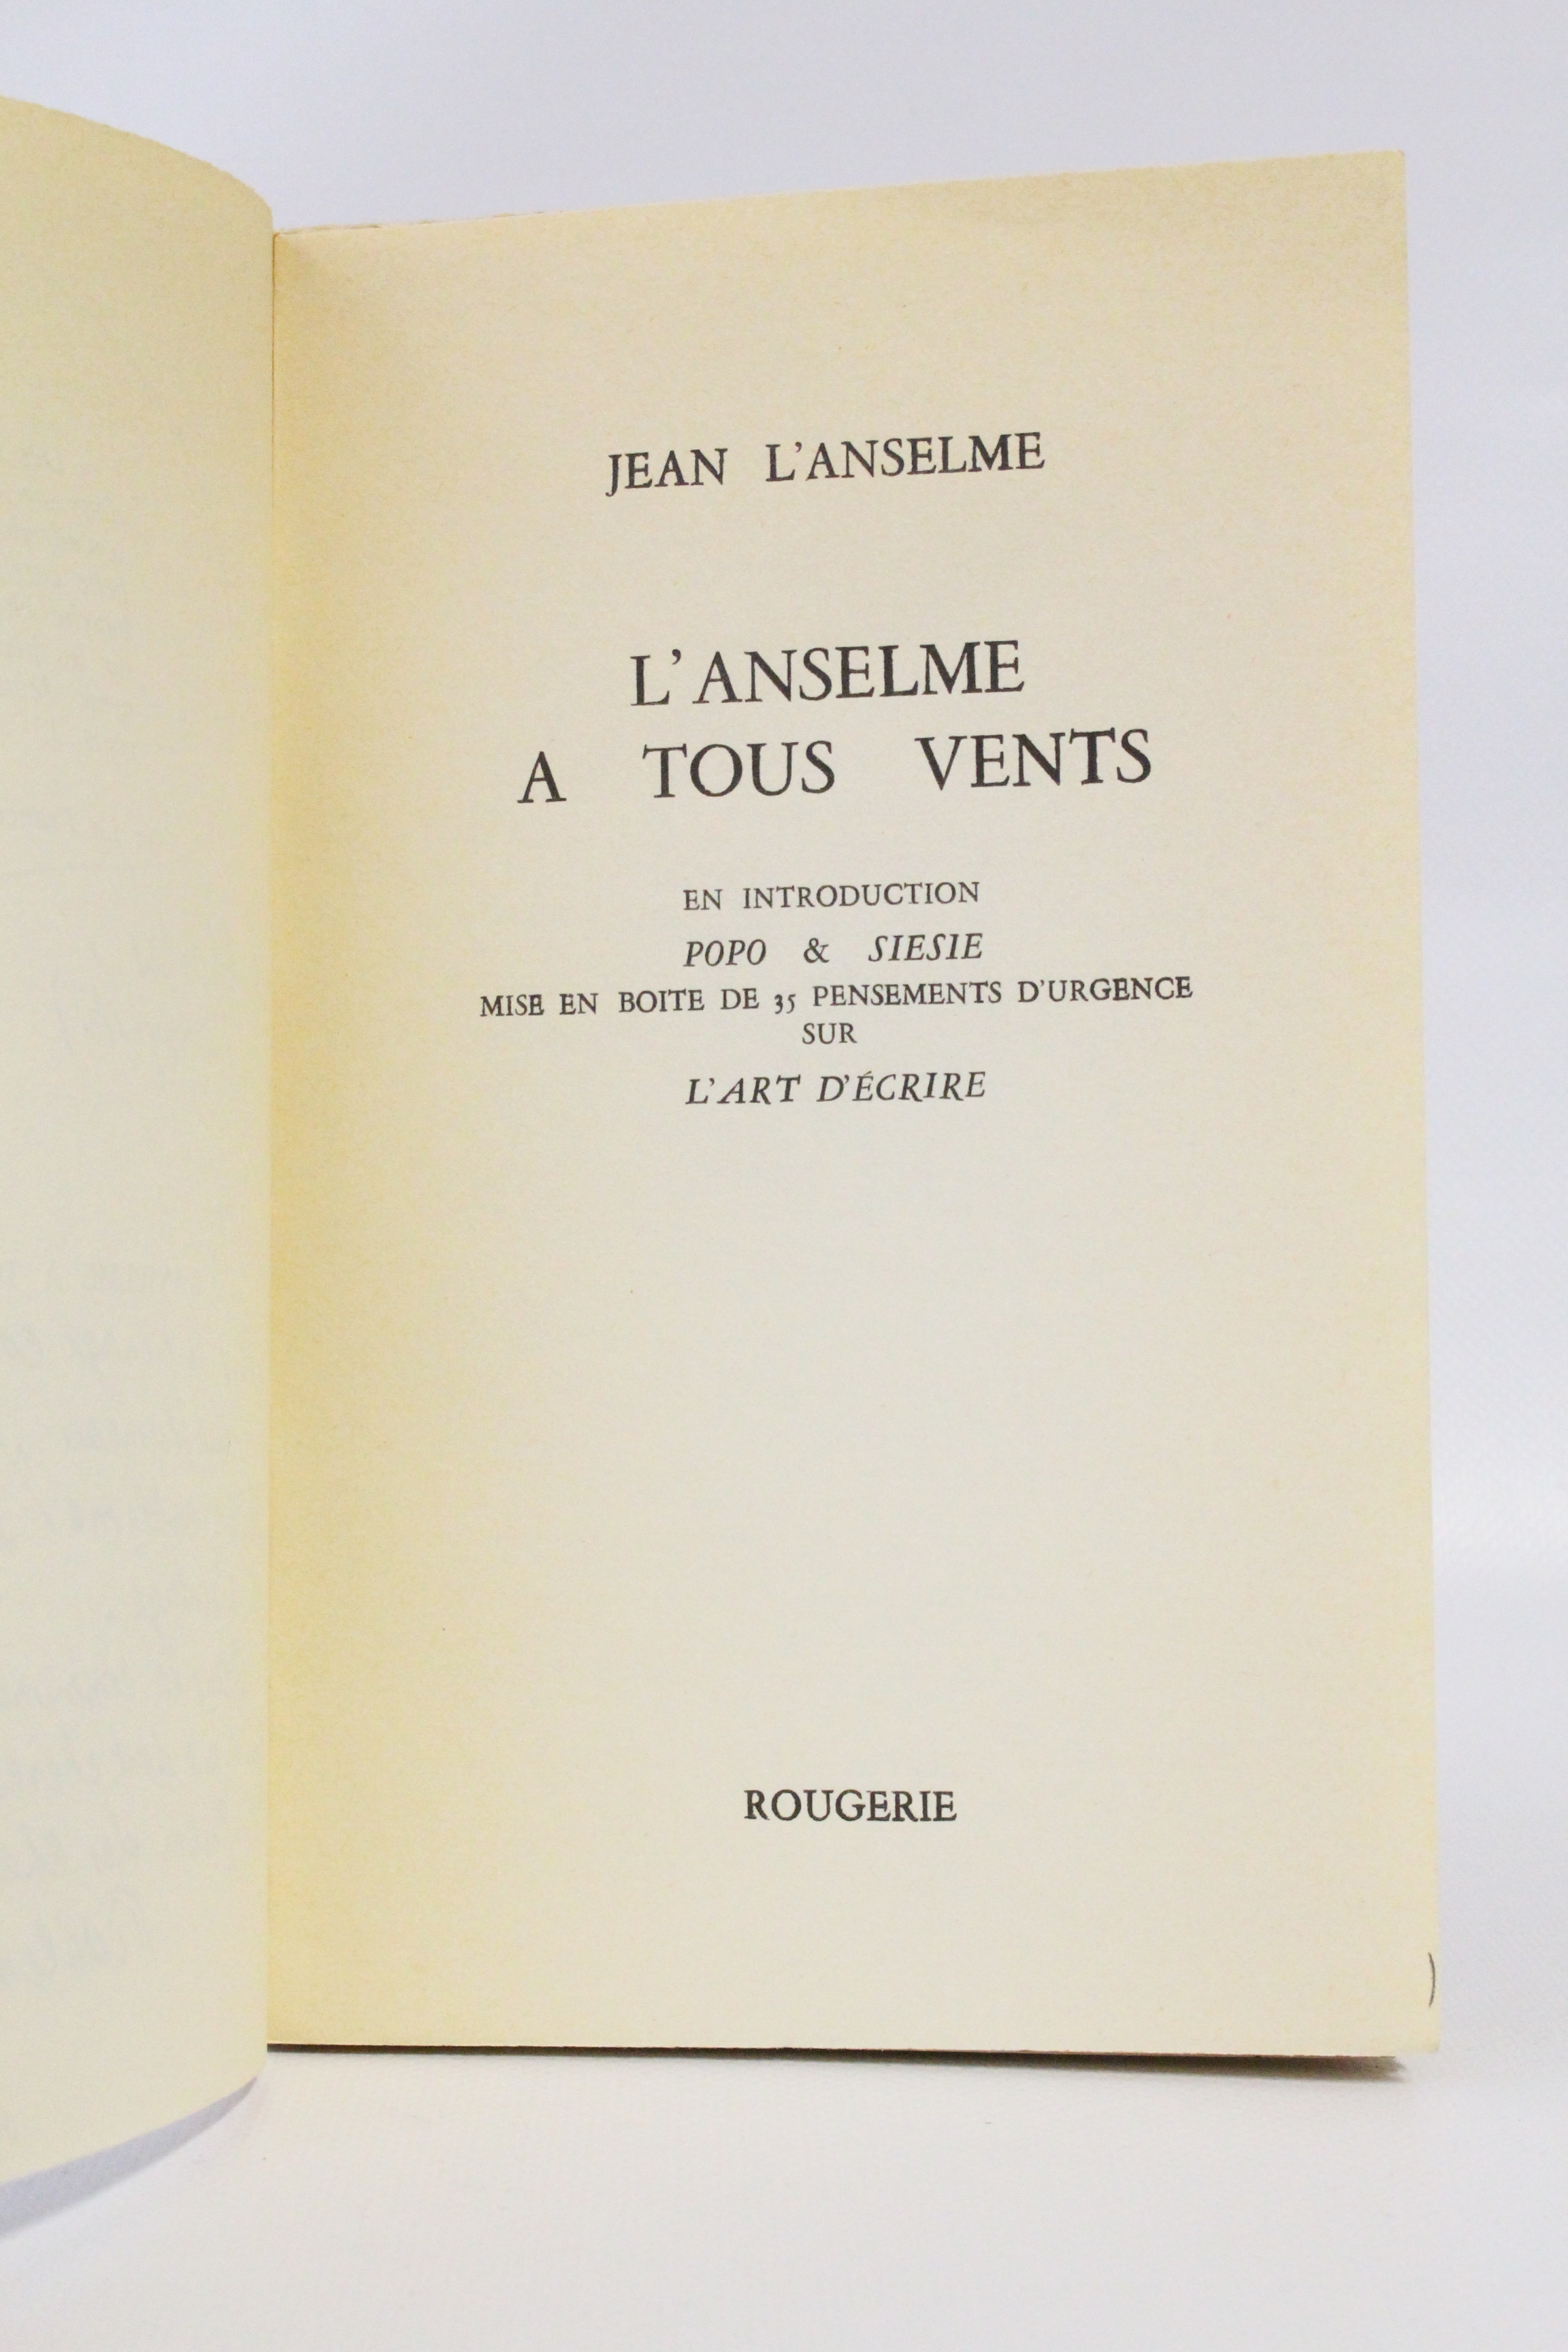 JEAN L'ANSELME
L'ANSELME
A TOUS VENTS
EN INTRODUCTION
POPO & SIESIE
MISE EN BOITE DE 35 PENSEMENTS D'URGENCE
SUR
L'ART D'ÉCRIRE
ROUGERIE